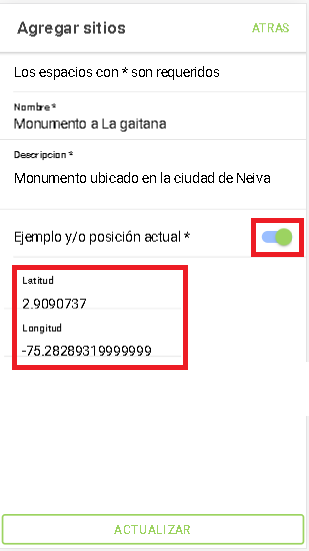 Agregar sitios ATRAS
Los espacios con * son requeridos
Nombre *
Monumento a La gaitana
Descripcion *
Monumento ubicado en la ciudad de Neiva
Ejemplo y/o posición actual *
Latitud
2.9090737
Longitud
-75.28289319999999
ACTUALIZAR